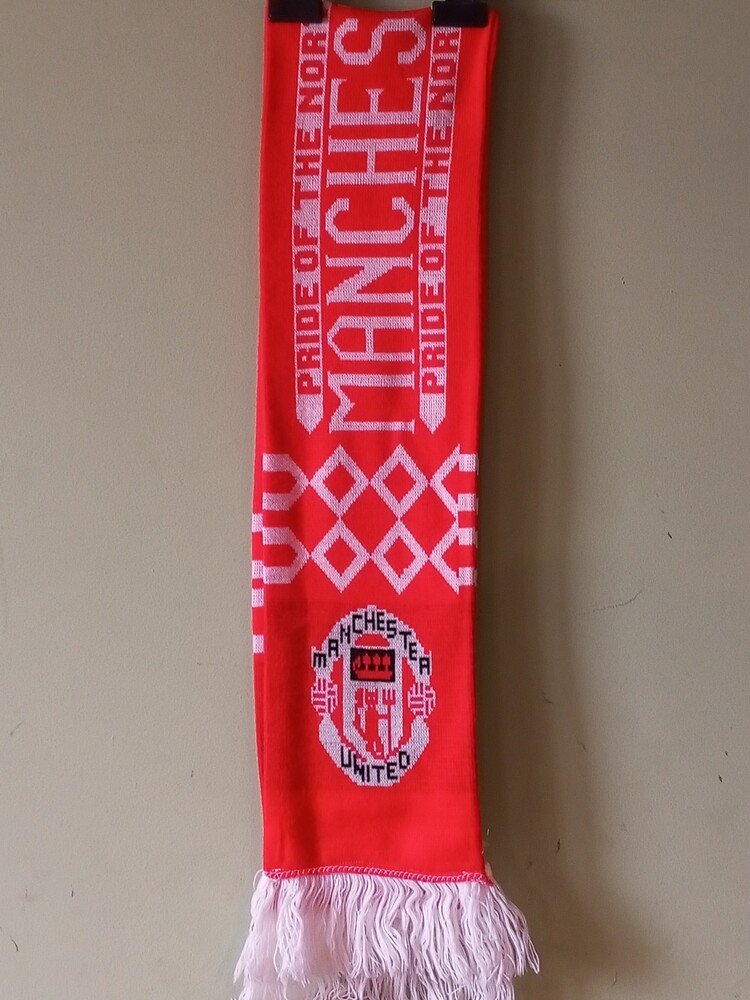 PRIDE OF THE NOR
MANCHES
PRIDE OF THE NOR
MANCHESTER
UNITED